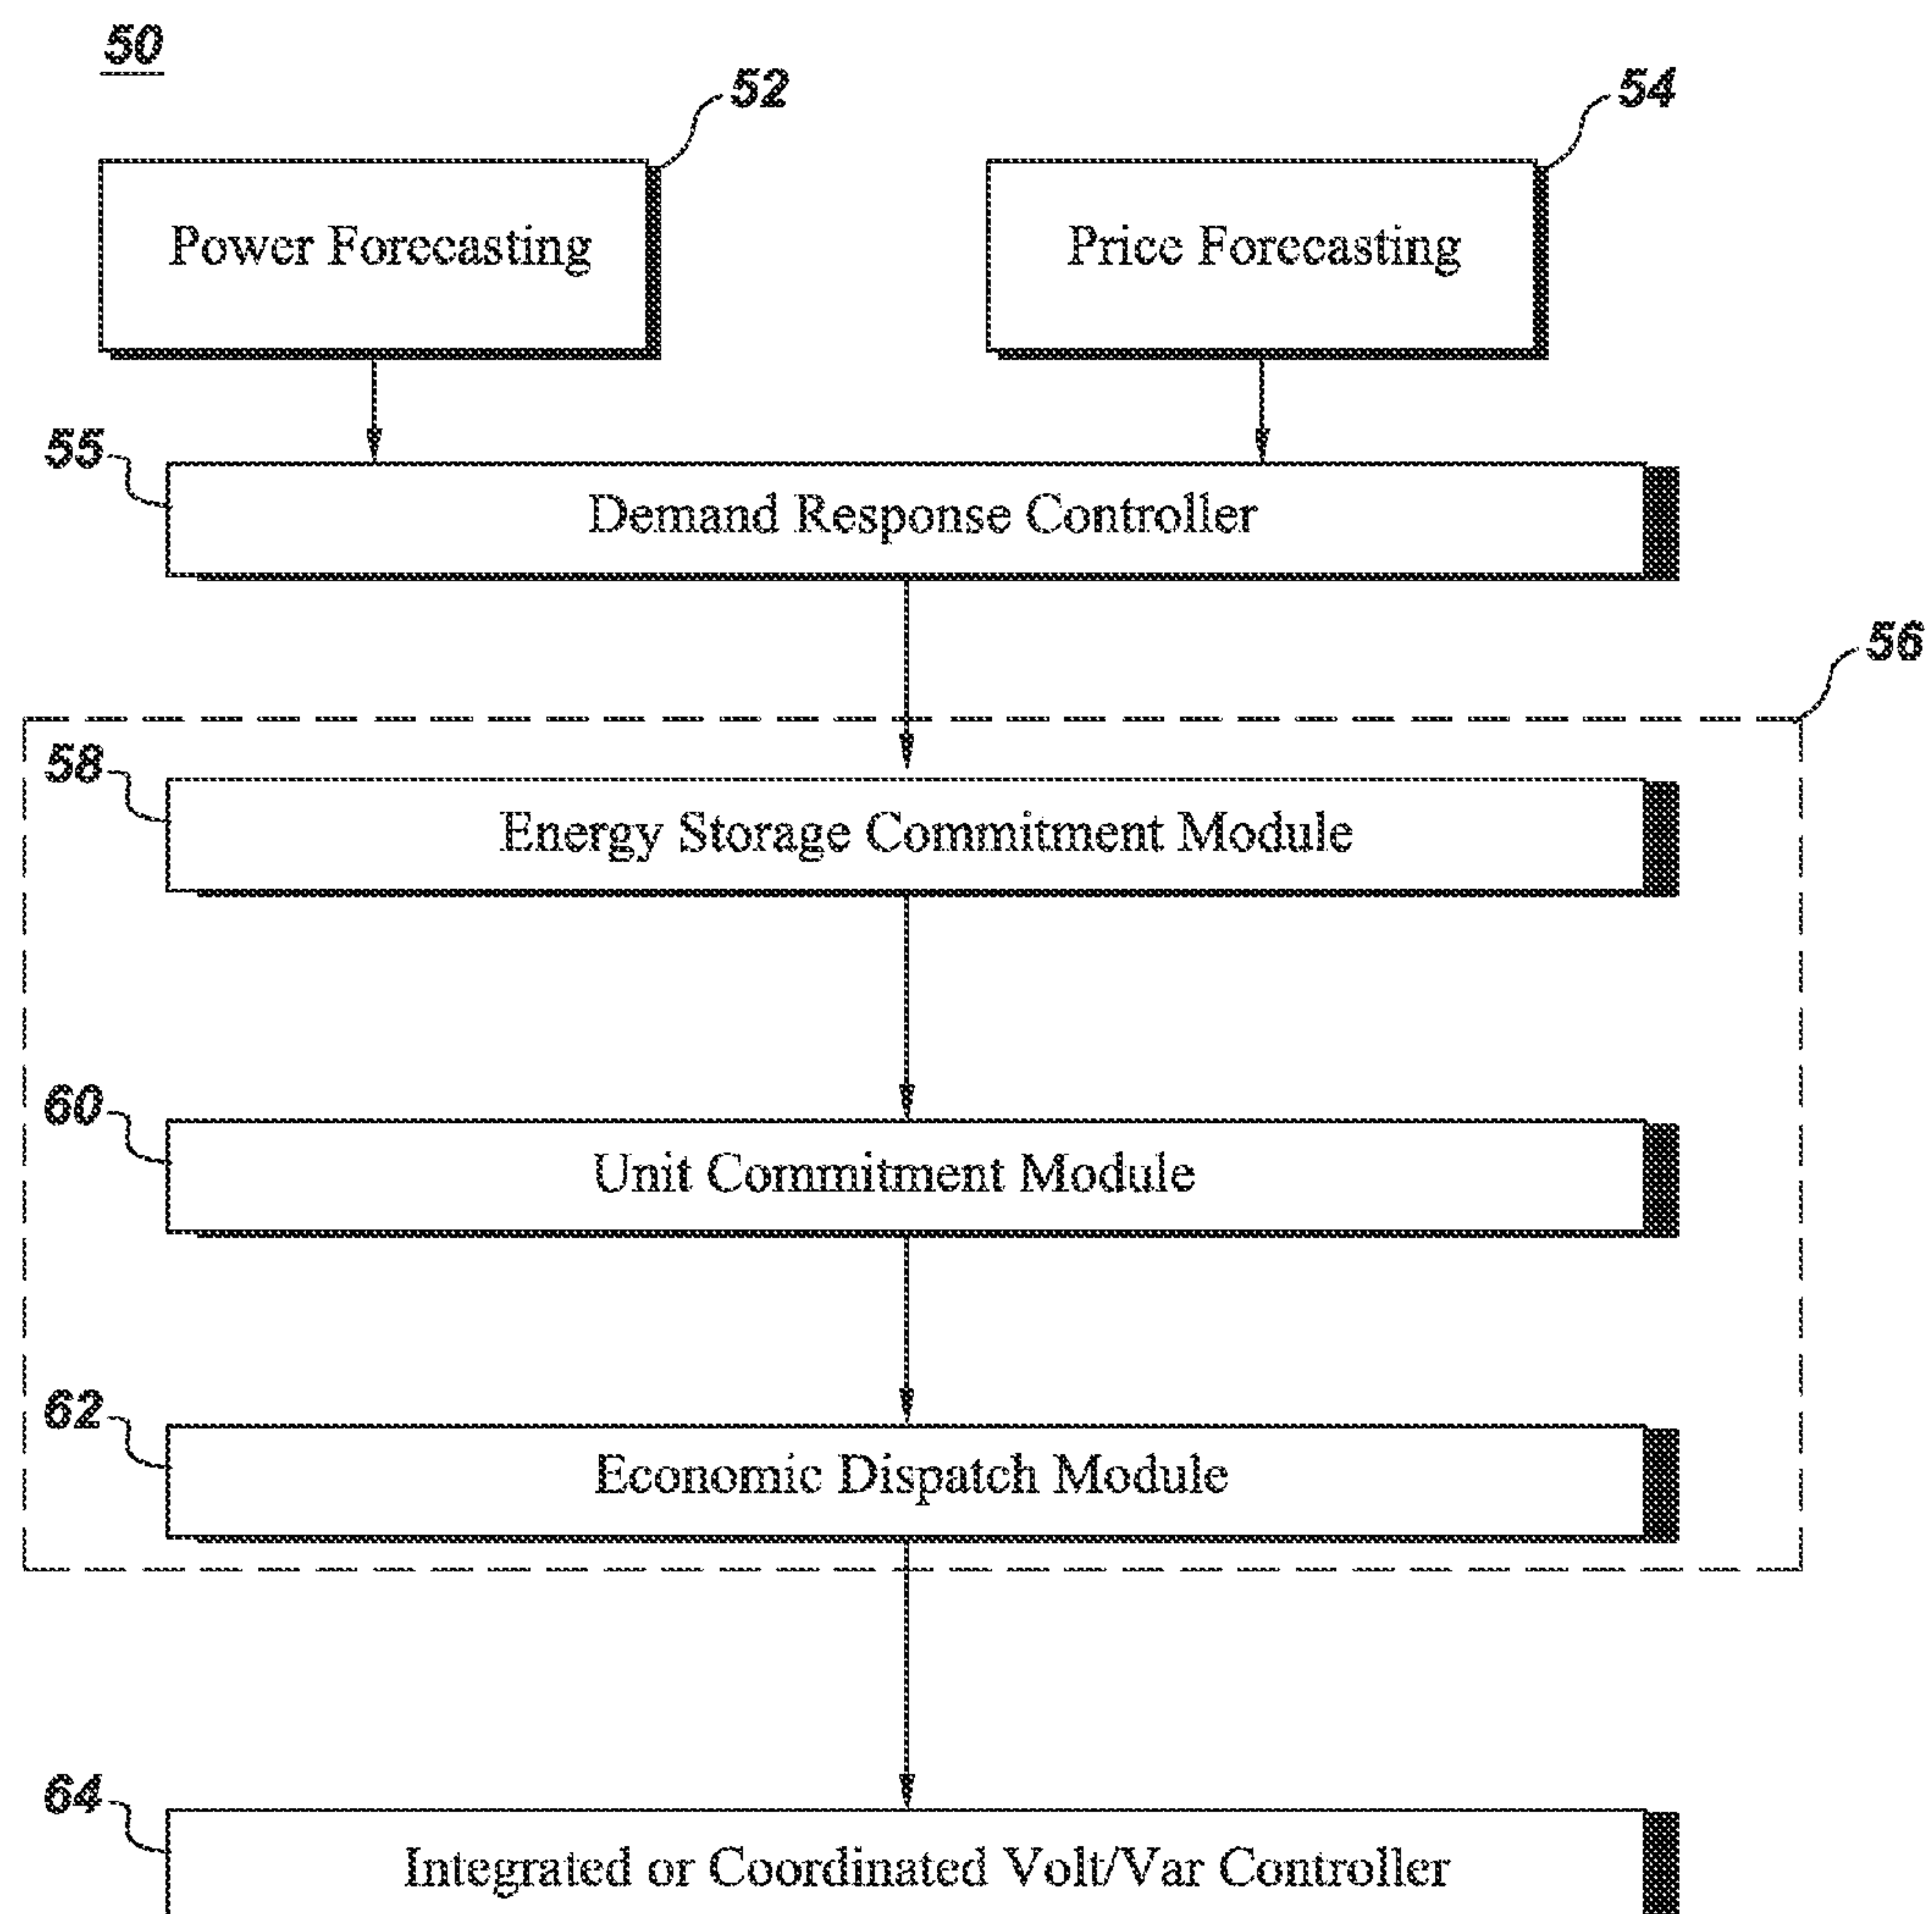 50
52
54
Power Forecasting
Price Forecasting
55
Demand Response Controller
56
58
Energy Storage Commitment Module
60
Unit Commitment Module
62
Economic Dispatch Module
64
Integrated or Coordinated Volt/Var Controller